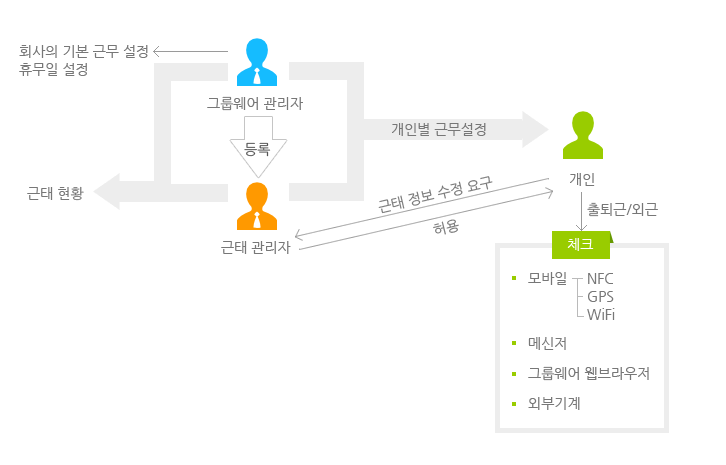 회사의 기본 근무 설정
휴무일 설정
그룹웨어 관리자
등록
개인별 근무설정
근태 현황
근태 관리자
근태 정보 수정 요구
허용
개인
출퇴근/외근
체크
모바일
NFC
GPS
WiFi
메신저
그룹웨어 웹브라우저
외부기계